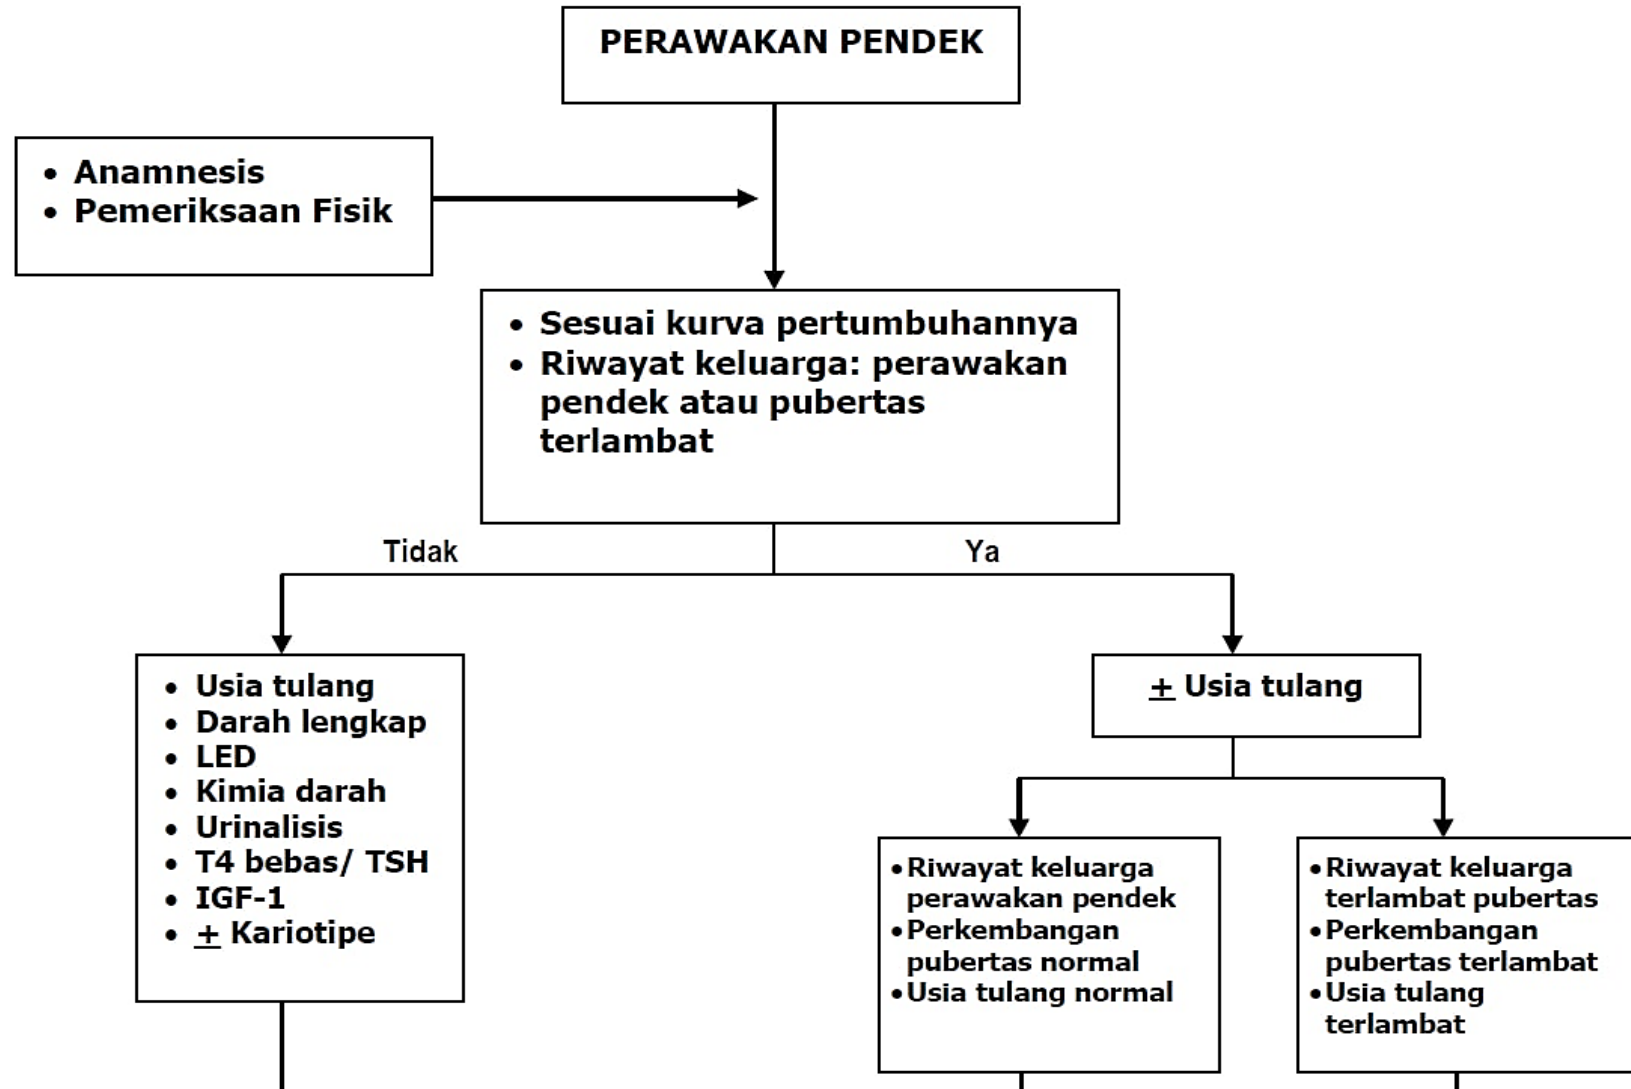 PERAWAKAN PENDEK
• Anamnesis
• Pemeriksaan Fisik
• Sesuai kurva pertumbuhannya
• Riwayat keluarga: perawakan
pendek atau pubertas
terlambat
Tidak
Ya
• Usia tulang
• Darah lengkap
• LED
• Kimia darah
• Urinalisis
• T4 bebas/ TSH
• IGF-1
• ± Kariotipe
± Usia tulang
• Riwayat keluarga
perawakan pendek
• Perkembangan
pubertas normal
• Usia tulang normal
• Riwayat keluarga
terlambat pubertas
• Perkembangan
pubertas terlambat
• Usia tulang
terlambat